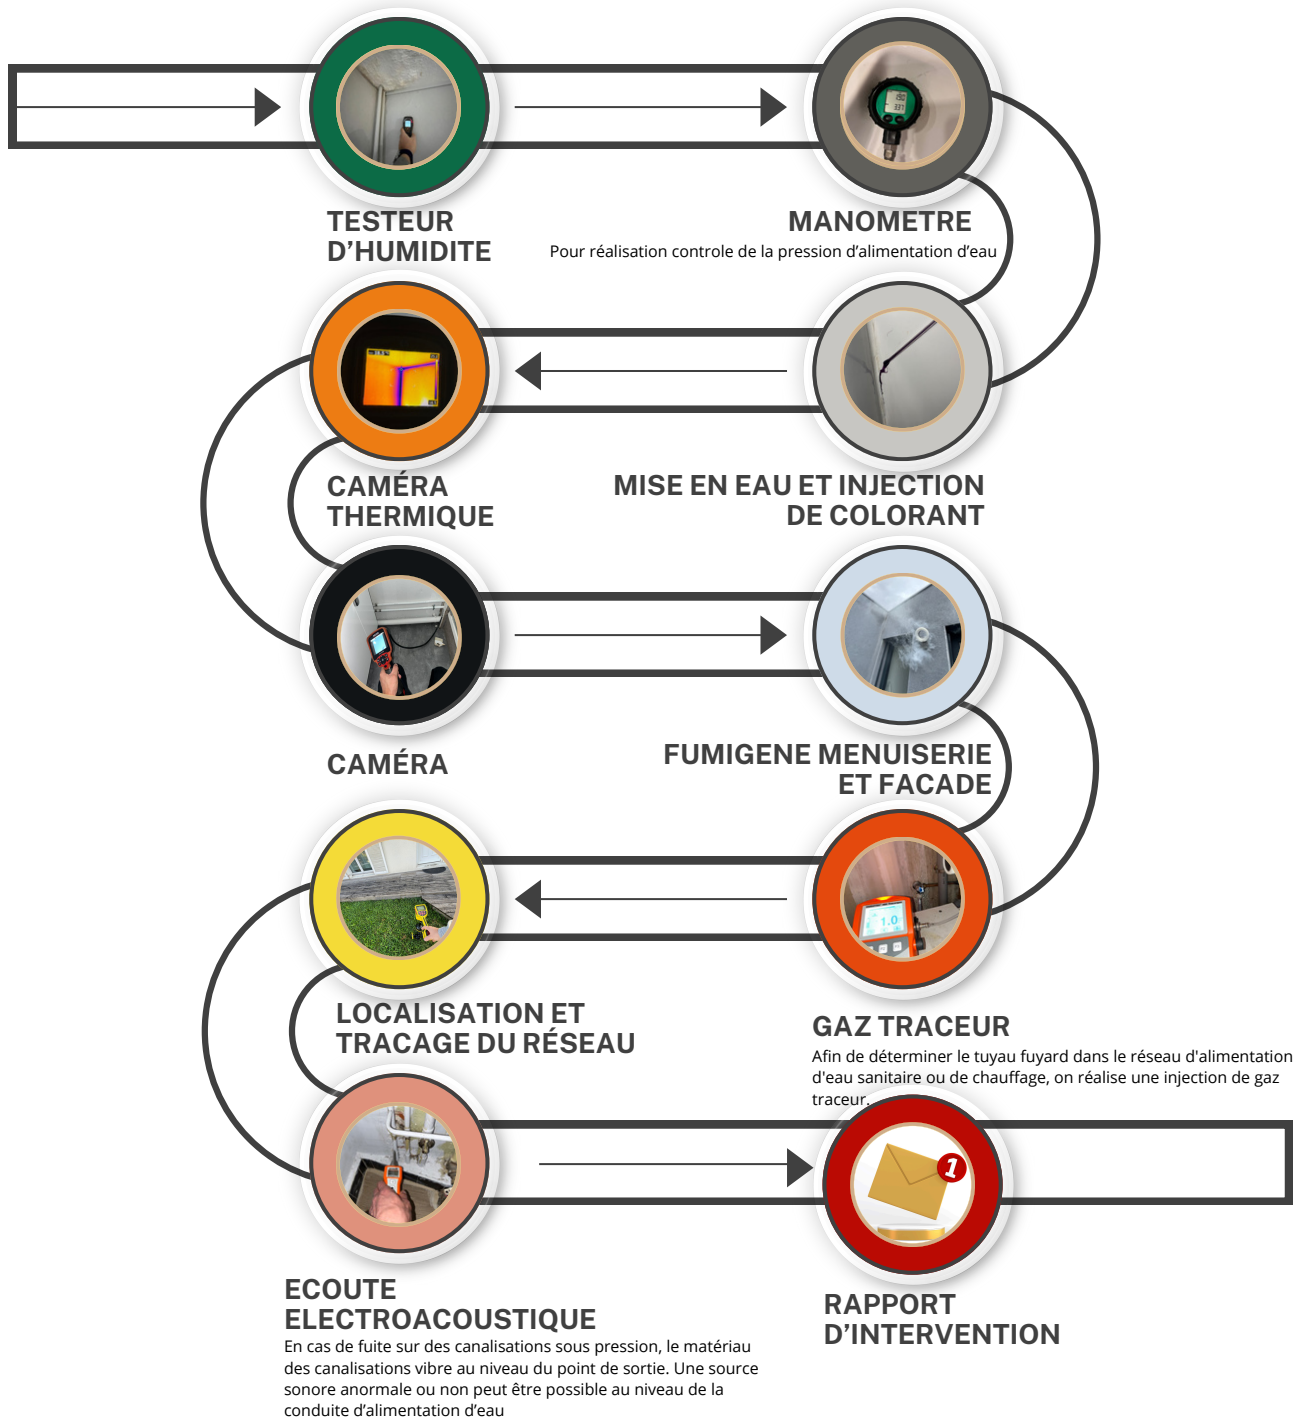 TESTEUR
D’HUMIDITE
MANOMETRE
Pour réalisation controle de la pression d’alimentation d’eau
MISE EN EAU ET INJECTION
DE COLORANT
CAMÉRA
THERMIQUE
CAMÉRA
FUMIGENE MENUISERIE
ET FACADE
GAZ TRACEUR
Afin de déterminer le tuyau fuyard dans le réseau d'alimentation
d'eau sanitaire ou de chauffage, on réalise une injection de gaz
traceur.
1.0
LOCALISATION ET
TRACAGE DU RÉSEAU
ECOUTE
ELECTROACOUSTIQUE
En cas de fuite sur des canalisations sous pression, le matériau
des canalisations vibre au niveau du point de sortie. Une source
sonore anormale ou non peut être possible au niveau de la
conduite d’alimentation d’eau
1
RAPPORT
D’INTERVENTION